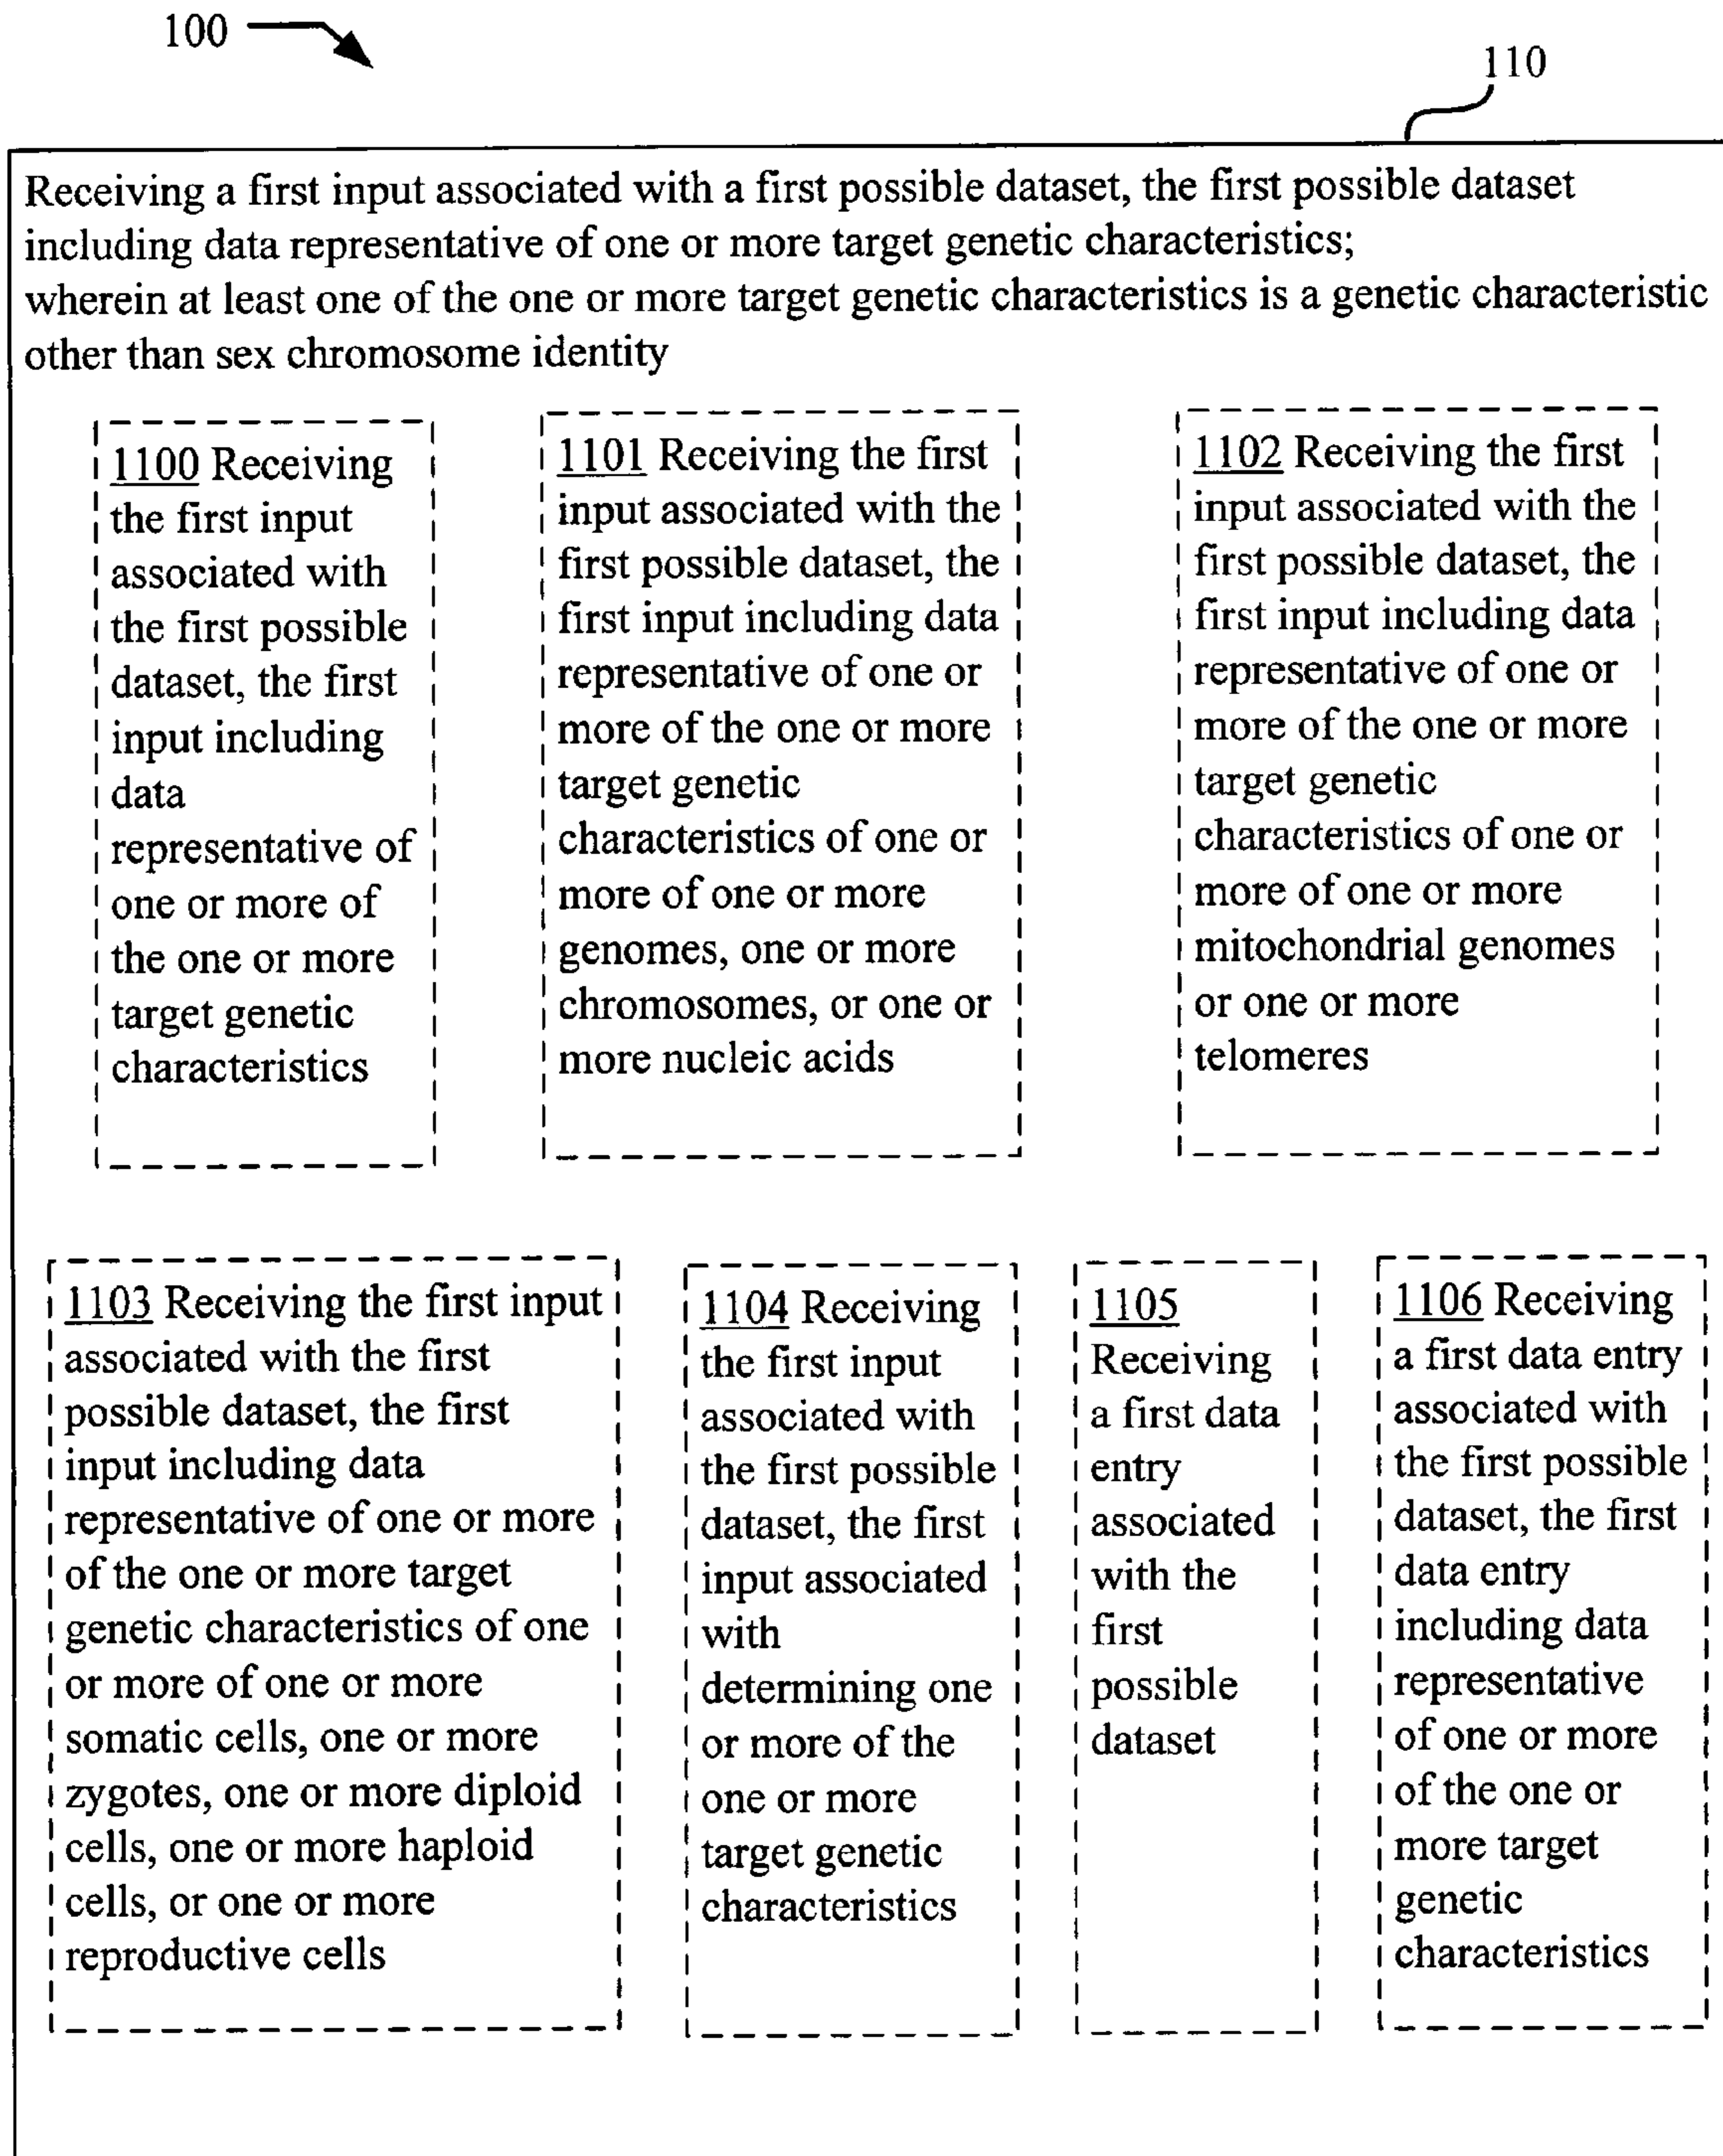 100
110
Receiving a first input associated with a first possible dataset, the first possible dataset
including data representative of one or more target genetic characteristics;
wherein at least one of the one or more target genetic characteristics is a genetic characteristic
other than sex chromosome identity
1100 Receiving
the first input
associated with
the first possible
dataset, the first
input including
data
representative of
one or more of
the one or more
target genetic
characteristics
1101 Receiving the first
input associated with the
first possible dataset, the
first input including data
representative of one or
more of the one or more
target genetic
characteristics of one or
more of one or more
genomes, one or more
chromosomes, or one or
more nucleic acids
1102 Receiving the first
input associated with the
first possible dataset, the
first input including data
representative of one or
more of the one or more
target genetic
characteristics of one or
more of one or more
mitochondrial genomes
or one or more
telomeres
1103 Receiving the first input
associated with the first
possible dataset, the first
input including data
representative of one or more
of the one or more target
genetic characteristics of one
or more of one or more
somatic cells, one or more
zygotes, one or more diploid
cells, one or more haploid
cells, or one or more
reproductive cells
1104 Receiving
the first input
associated with
the first possible
dataset, the first
input associated
with
determining one
or more of the
one or more
target genetic
characteristics
1105
Receiving
a first data
entry
associated
with the
first
possible
dataset
1106 Receiving
a first data entry
associated with
the first possible
dataset, the first
data entry
including data
representative
of one or more
of the one or
more target
genetic
characteristics